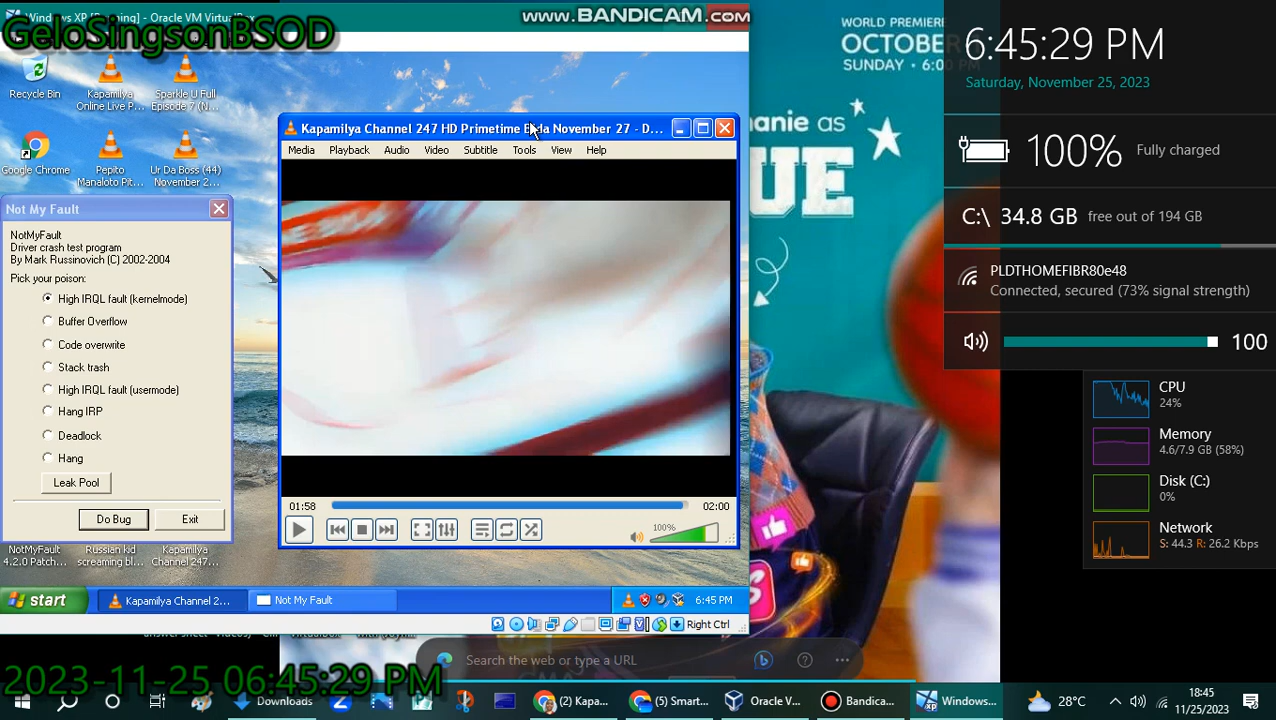 Windows XP [Running] - Oracle VM VirtualBox
GeloSingsonBSOD
www.BANDICAM.com
Recycle Bin
Kapamilya
Online Live P...
Sparkle U Full
Episode 7 (N...
Google Chrome
Pepito
Manaloto Pit...
Ur Da Boss (44)
November 2...
Not My Fault
NotMyFault
Driver crash test program
By Mark Russinovich (C) 2002-2004
Pick your poison:
High IRQL fault (kernelmode)
Buffer Overflow
Code overwrite
Stack trash
High IRQL fault (usermode)
Hang IRP
Deadlock
Hang
Leak Pool
Do Bug
Exit
NotMyFault
4.2.0 Patch...
Russian kid
screaming bl...
Kapamilya
Channel 247...
Kapamilya Channel 247 HD Primetime November 27 - D...
Media
Playback
Audio
Video
Subtitle
Tools
View
Help
01:58
02:00
100%
start
Kapamilya Channel 2...
Not My Fault
6:45 PM
Right Ctrl
WORLD PREMIERE
OCTOBER
SUNDAY • 6:00 PM
anie as
UE
6:45:29 PM
Saturday, November 25, 2023
100%
Fully charged
C:\ 34.8 GB free out of 194 GB
PLDTHOMEFIBR80e48
Connected, secured (73% signal strength)
100
CPU
24%
Memory
4.6/7.9 GB (58%)
Disk (C:)
0%
Network
S: 44.3 R: 26.2 Kbps
Search the web or type a URL
2023-11-25 06:45:29 PM
Downloads
(2) Kapa...
(3) Smart...
Oracle V...
Bandica...
Windows...
28°C
18:45
11/25/2023